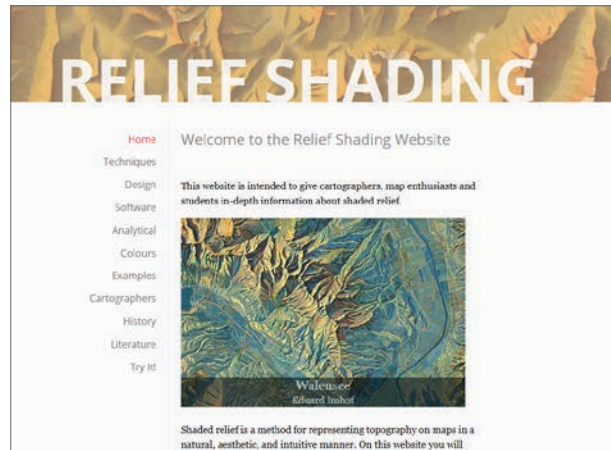 RELIEF SHADING
Home
Techniques
Design
Software
Analytical
Colours
Examples
Cartographers
History
Literature
Try It!
Welcome to the Relief Shading Website
This website is intended to give cartographers, map enthusiasts and
students in-depth information about shaded relief.
Walensee
Eduard Imhof
Shaded relief is a method for representing topography on maps in a
natural, aesthetic, and intuitive manner. On this website you will